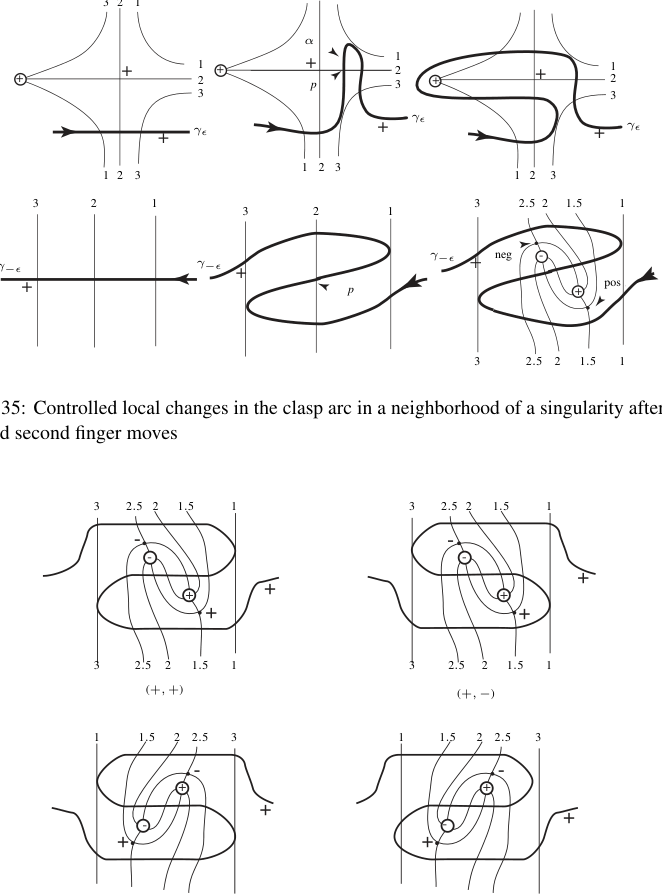 3 2 1
1
2
3
+
+
γε
1 2 3
α
+
p
1
2
3
+
γε
1 2 3
+
1
2
3
+
γε
1 2 3
3 2 1
γ−ε
+
3 2 1
γ−ε
+
p
3 2.5 2 1.5 1
γ−ε
+
neg
-
+
pos
3 2.5 2 1.5 1
35: Controlled local changes in the clasp arc in a neighborhood of a singularity after
d second finger moves
3 2.5 2 1.5 1
-
-
+
+
+
3 2.5 2 1.5 1
(+, +)
3 2.5 2 1.5 1
-
-
+
+
+
3 2.5 2 1.5 1
(+, −)
1 1.5 2 2.5 3
-
+
-
+
+
1 1.5 2 2.5 3
-
+
-
+
+